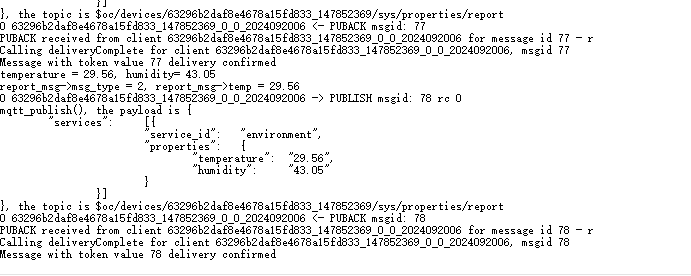 }]
}, the topic is $oc/devices/63296b2daf8e4678a15fd833_147852369/sys/properties/report
0 63296b2daf8e4678a15fd833_147852369_0_0_2024092006 <- PUBACK msgid: 77
PUBACK received from client 63296b2daf8e4678a15fd833_147852369_0_0_2024092006 for message id 77 - r
Calling deliveryComplete for client 63296b2daf8e4678a15fd833_147852369_0_0_2024092006, msgid 77
Message with token value 77 delivery confirmed
temperature = 29.56, humidity= 43.05
report_msg->msg_type = 2, report_msg->temp = 29.56
0 63296b2daf8e4678a15fd833_147852369_0_0_2024092006 -> PUBLISH msgid: 78 rc 0
mqtt_publish(), the payload is {
"services": [{
"service_id": "environment",
"properties": {
"temperature": "29.56",
"humidity": "43.05"
}
}]
}, the topic is $oc/devices/63296b2daf8e4678a15fd833_147852369/sys/properties/report
0 63296b2daf8e4678a15fd833_147852369_0_0_2024092006 <- PUBACK msgid: 78
PUBACK received from client 63296b2daf8e4678a15fd833_147852369_0_0_2024092006 for message id 78 - r
Calling deliveryComplete for client 63296b2daf8e4678a15fd833_147852369_0_0_2024092006, msgid 78
Message with token value 78 delivery confirmed